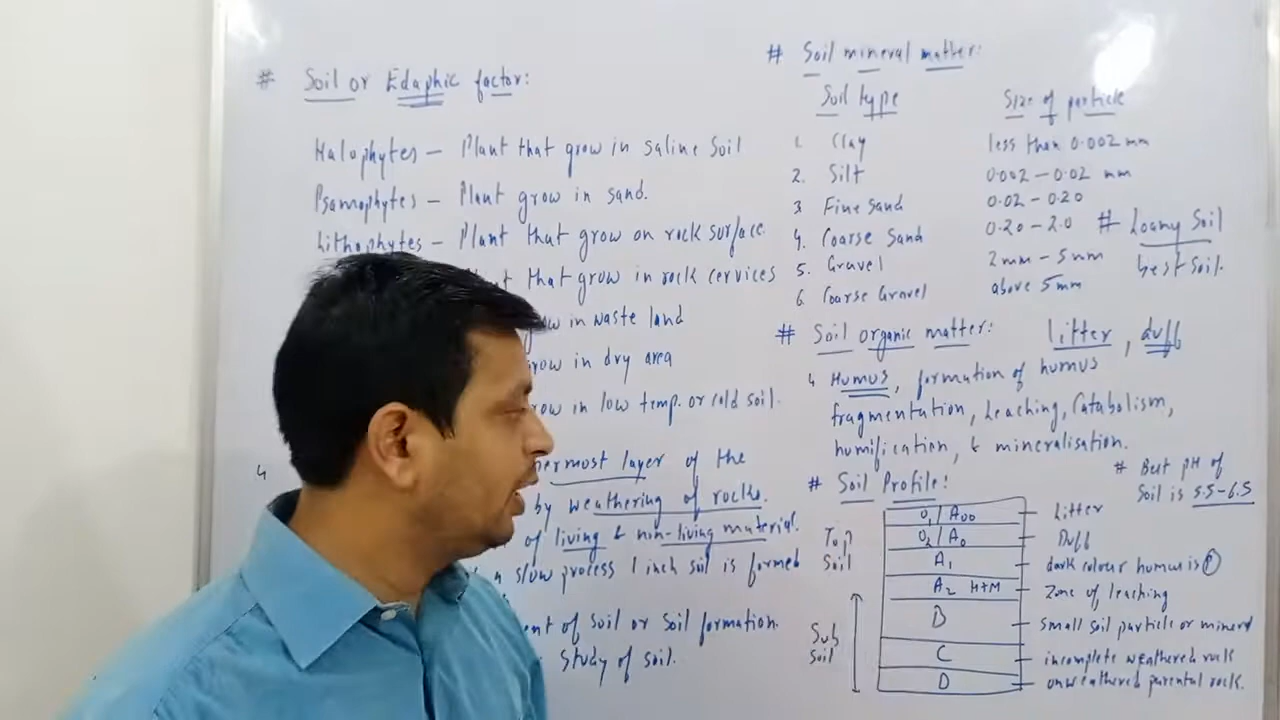 # Soil or Edaphic factor:
Halophytes - Plant that grow in saline soil
Psamophytes - Plant grow in sand.
Lithophytes - Plant that grow on rock surface
that grow in rock cervices
in waste land
grow in dry area
in low temp. or cold soil.
4
layer of the
by weathering of rocks.
of living & non-living material.
slow process 1 inch soil is formed
of soil or soil formation.
study of soil.
# Soil mineral matter:
Soil type Size of particle
1. Clay less than 0.002 mm
2. Silt 0.002 - 0.02 mm
3 Fine Sand 0.02 - 0.20
4. Coarse Sand 0.20 - 2.0
5. Gravel 2mm - 5mm
6. Coarse Gravel above 5mm
# Loamy Soil
best soil.
# Soil organic matter: litter, duff
4 Humus, formation of humus
fragmentation, Leaching, Catabolism,
humification, & mineralisation.
# Best pH of
Soil is 5.5-6.5
# Soil Profile:
O1/A00 - Litter
O2/A0 - Duff
Top
Soil
A1 - dark colour humus is P
A2 H+M - Zone of leaching
Sub
Soil
B - small soil particle or mineral
C - incomplete weathered rock
D - unweathered parental rock.